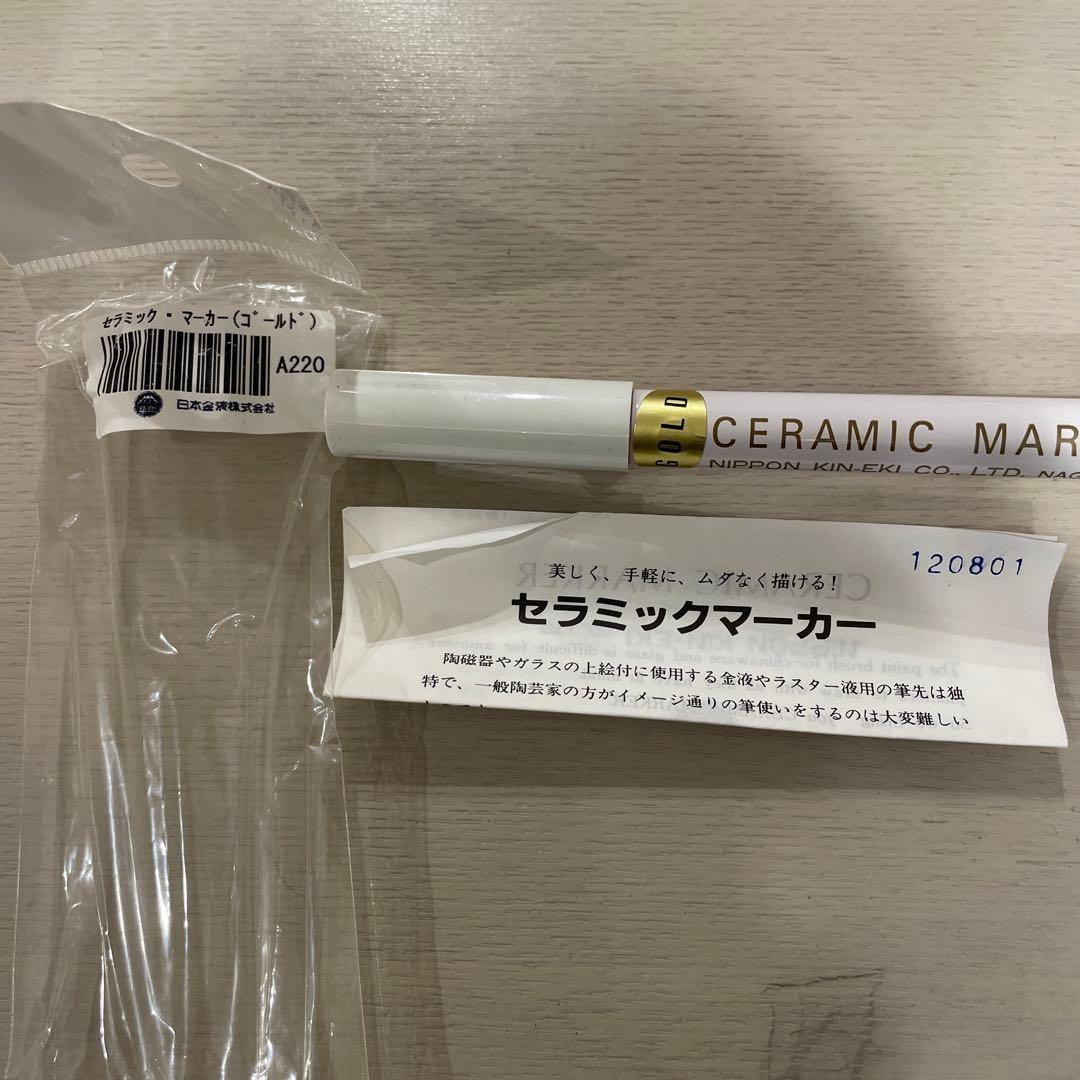 セラミック・マーカー(ゴールド)
A220
日本金液株式会社
GOLD
CERAMIC MAR
NIPPON KIN-EKI CO., LTD. NAG
120801
美しく、手軽に、ムダなく描ける!
セラミックマーカー
陶磁器やガラスの上絵付に使用する金液やラスター液用の筆先は独
特で、一般陶芸家の方がイメージ通りの筆使いをするのは大変難しい